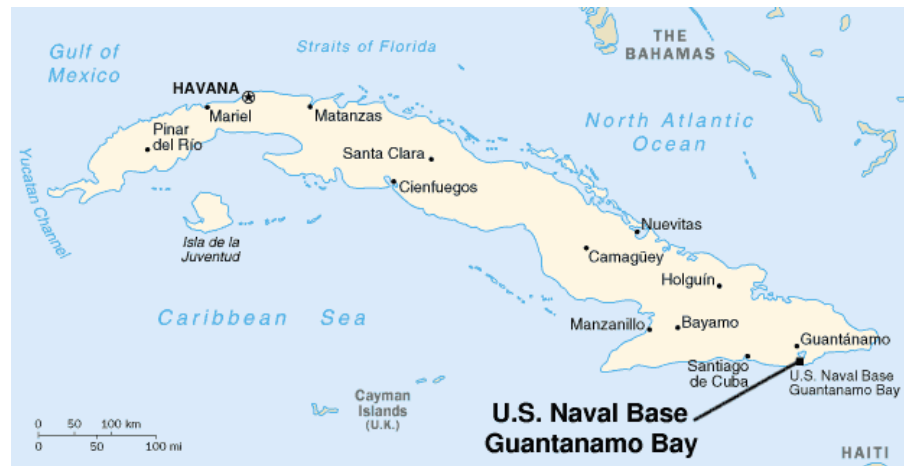 Gulf of
Mexico
Straits of Florida
THE
BAHAMAS
HAVANA
Mariel
Matanzas
North Atlantic
Ocean
Pinar
del Río
Santa Clara
Cienfuegos
Yucatan Channel
Isla de la
Juventud
Nuevitas
Camagüey
Holguín
Caribbean Sea
Manzanillo
Bayamo
Guantánamo
Santiago
de Cuba
U.S. Naval Base
Guantanamo Bay
Cayman
Islands
(U.K.)
U.S. Naval Base
Guantanamo Bay
0 50 100 km
0 50 100 mi
HAITI